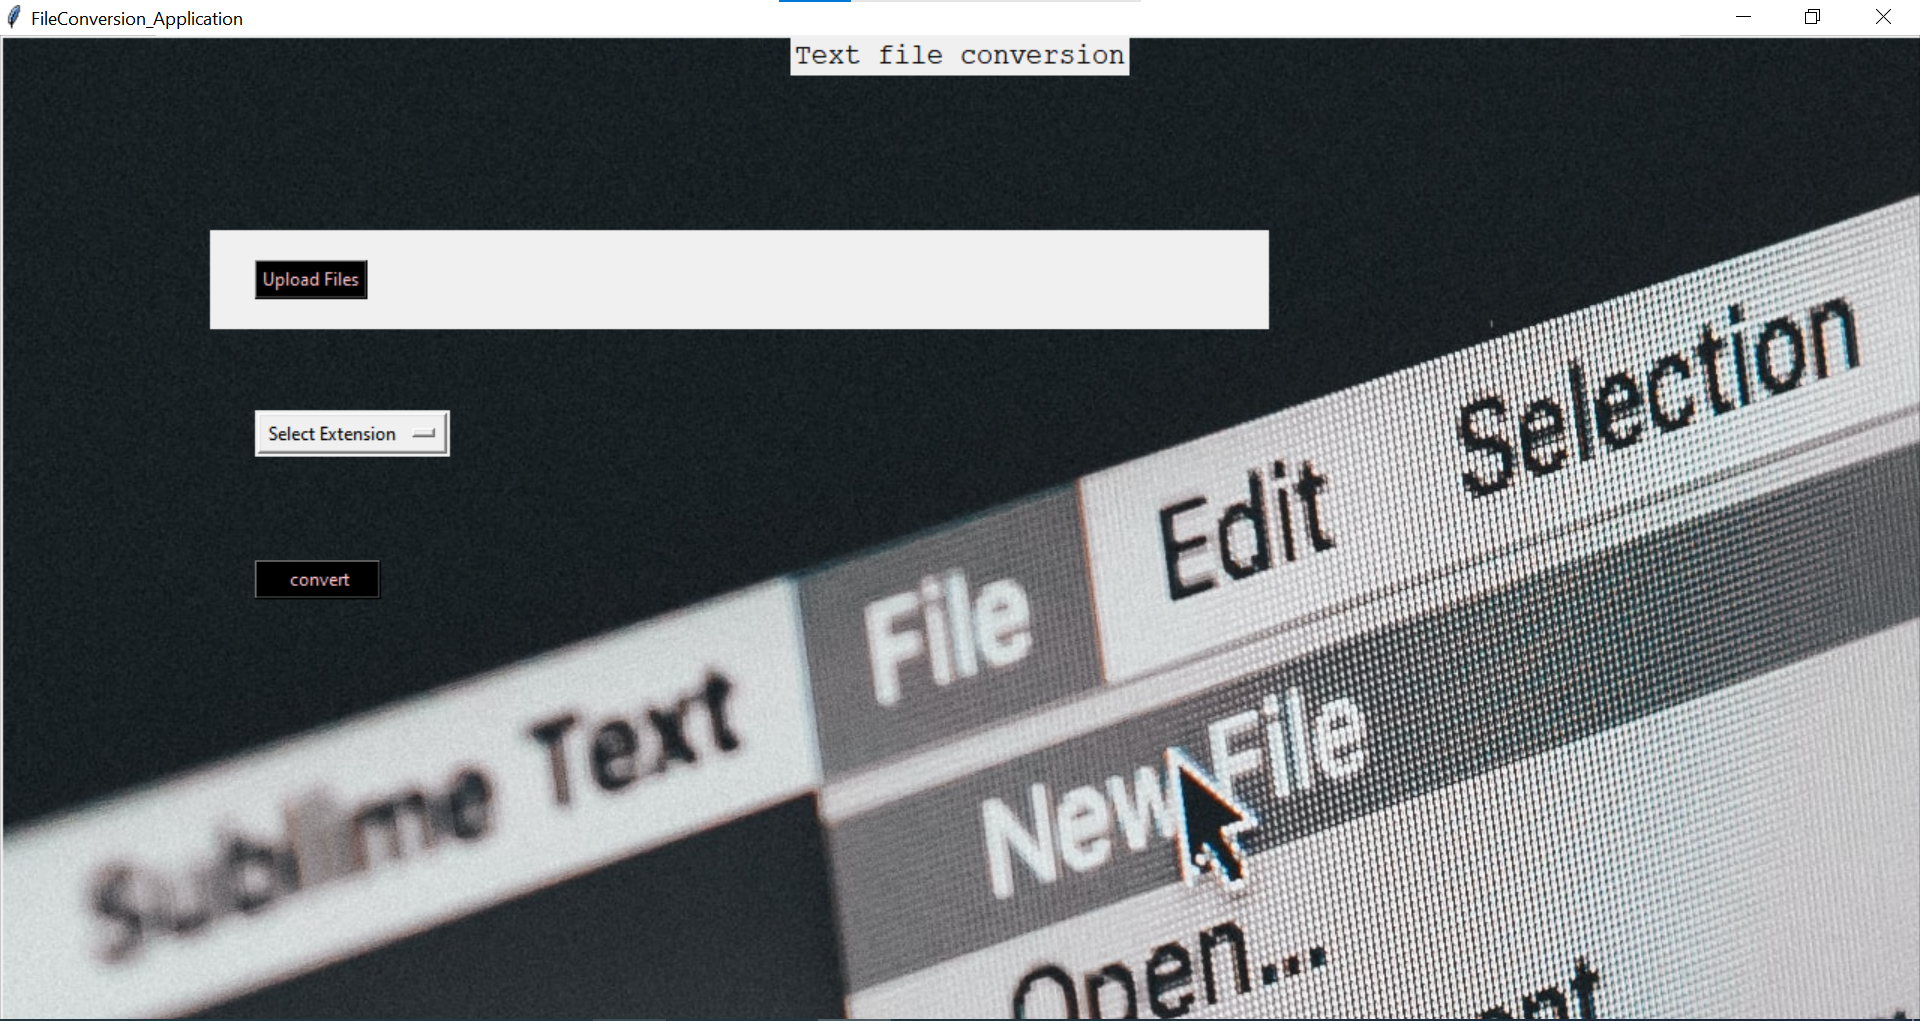 FileConversion_Application
Text file conversion
Upload Files
Select Extension
convert
Sublime Text File Edit Selection
New File
Open...